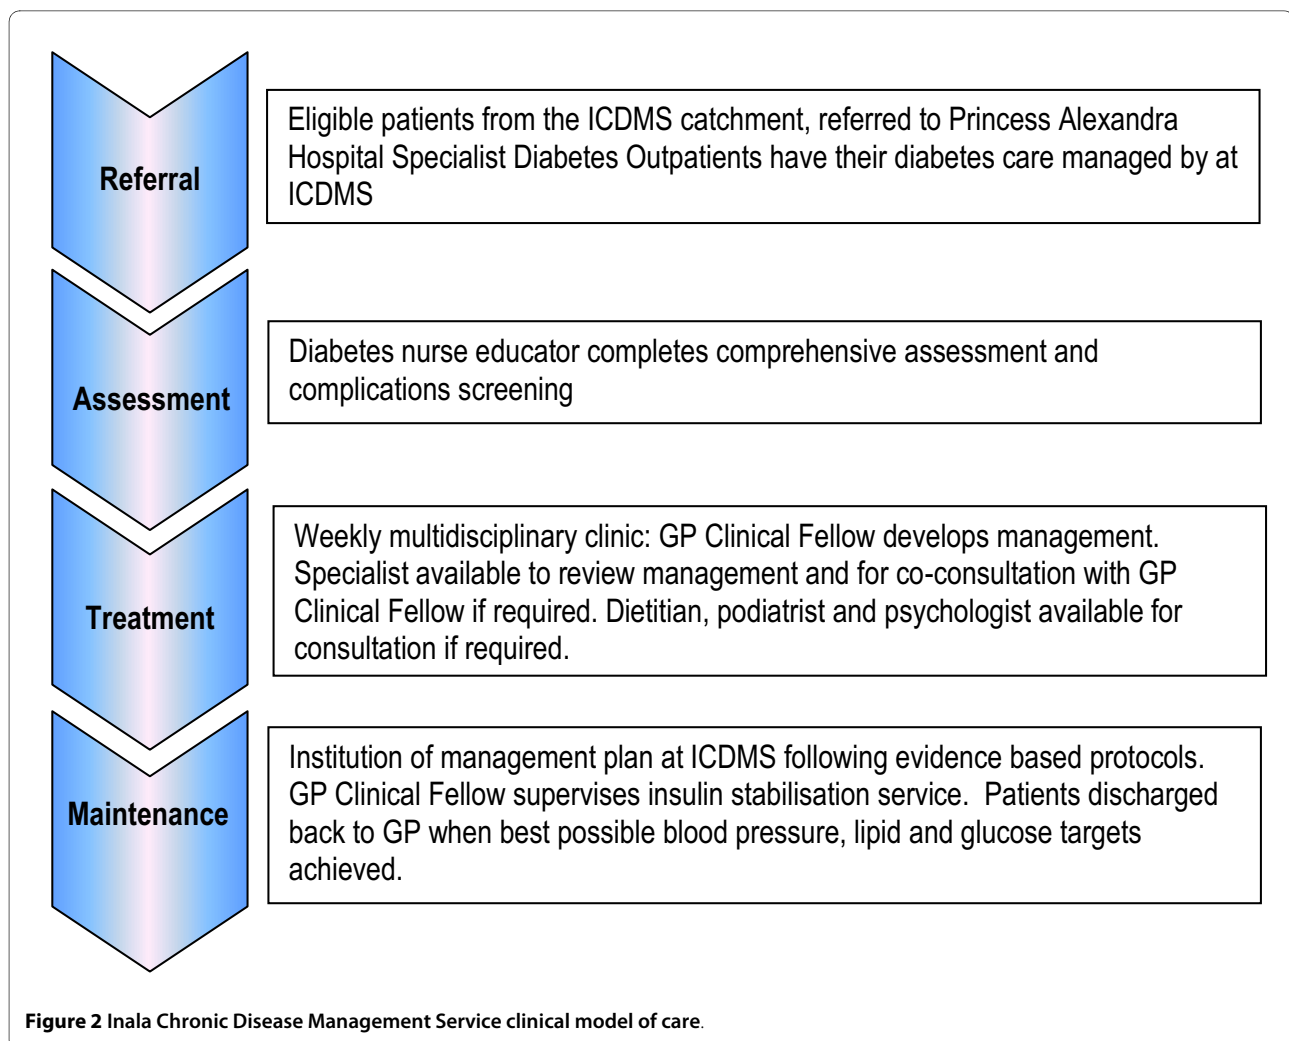 Referral
Eligible patients from the ICDMS catchment, referred to Princess Alexandra
Hospital Specialist Diabetes Outpatients have their diabetes care managed by at
ICDMS
Assessment
Diabetes nurse educator completes comprehensive assessment and
complications screening
Treatment
Weekly multidisciplinary clinic: GP Clinical Fellow develops management.
Specialist available to review management and for co-consultation with GP
Clinical Fellow if required. Dietitian, podiatrist and psychologist available for
consultation if required.
Maintenance
Institution of management plan at ICDMS following evidence based protocols.
GP Clinical Fellow supervises insulin stabilisation service.  Patients discharged
back to GP when best possible blood pressure, lipid and glucose targets
achieved.
Figure 2 Inala Chronic Disease Management Service clinical model of care.